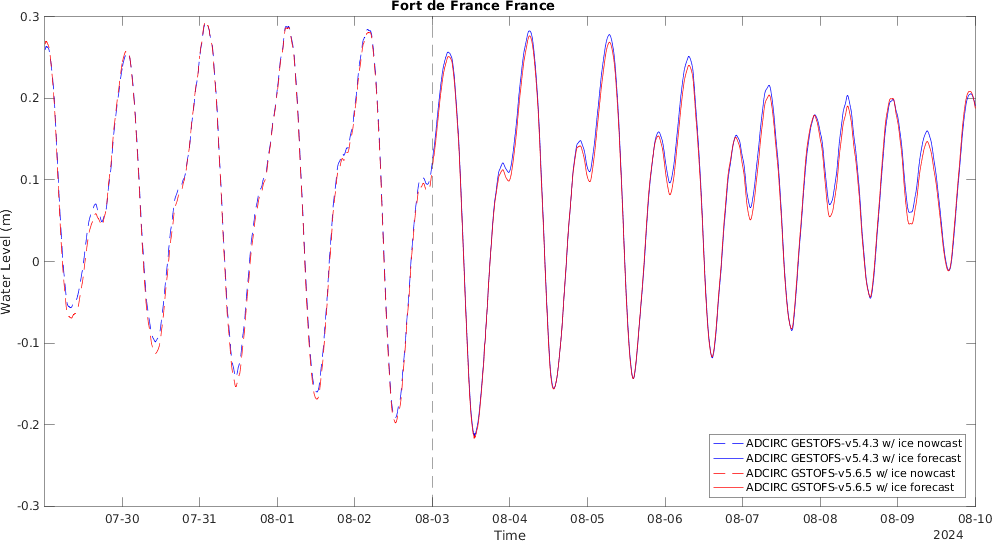 Fort de France France
0.3
0.2
0.1
0
-0.1
-0.2
-0.3
Water Level (m)
07-30 07-31 08-01 08-02 08-03 08-04 08-05 08-06 08-07 08-08 08-09 08-10
Time
2024
ADCIRC GESTOFS-v5.4.3 w/ ice nowcast
ADCIRC GESTOFS-v5.4.3 w/ ice forecast
ADCIRC GSTOFS-v5.6.5 w/ ice nowcast
ADCIRC GSTOFS-v5.6.5 w/ ice forecast